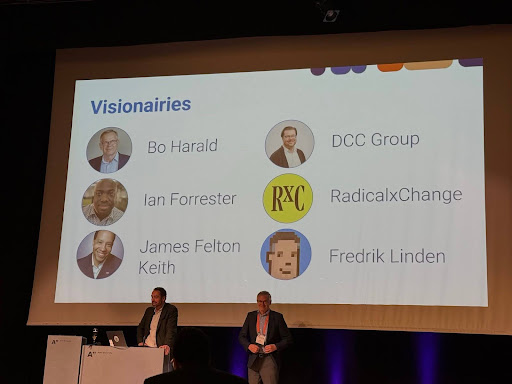 Visionairies
Bo Harald
DCC Group
Ian Forrester
RxC
RadicalxChange
James Felton
Keith
Fredrik Linden